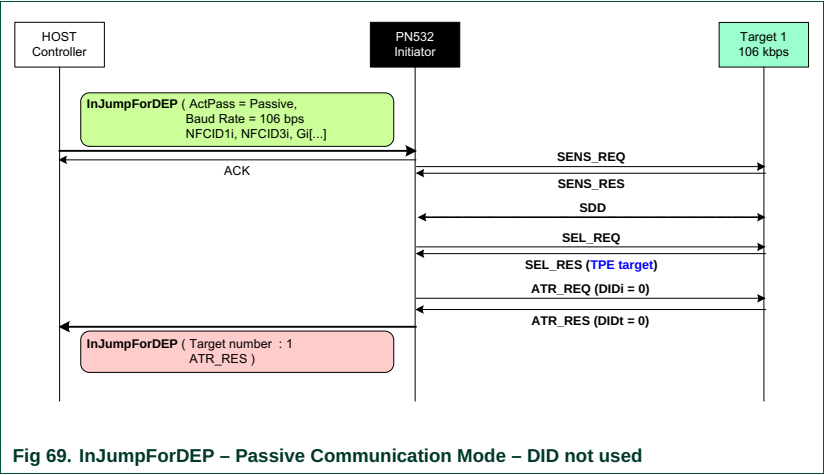 HOST
Controller
PN532
Initiator
Target 1
106 kbps
InJumpForDEP ( ActPass = Passive,
Baud Rate = 106 bps
NFCID1i, NFCID3i, Gi[...]
ACK
SENS_REQ
SENS_RES
SDD
SEL_REQ
SEL_RES (TPE target)
ATR_REQ (DIDi = 0)
ATR_RES (DIDt = 0)
InJumpForDEP ( Target number : 1
ATR_RES )
Fig 69. InJumpForDEP – Passive Communication Mode – DID not used